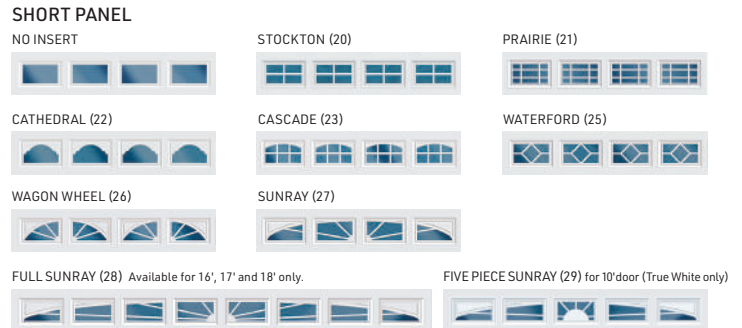 SHORT PANEL
NO INSERT
STOCKTON (20)
PRAIRIE (21)
CATHEDRAL (22)
CASCADE (23)
WATERFORD (25)
WAGON WHEEL (26)
SUNRAY (27)
FULL SUNRAY (28) Available for 16', 17' and 18' only.
FIVE PIECE SUNRAY (29) for 10'door (True White only)